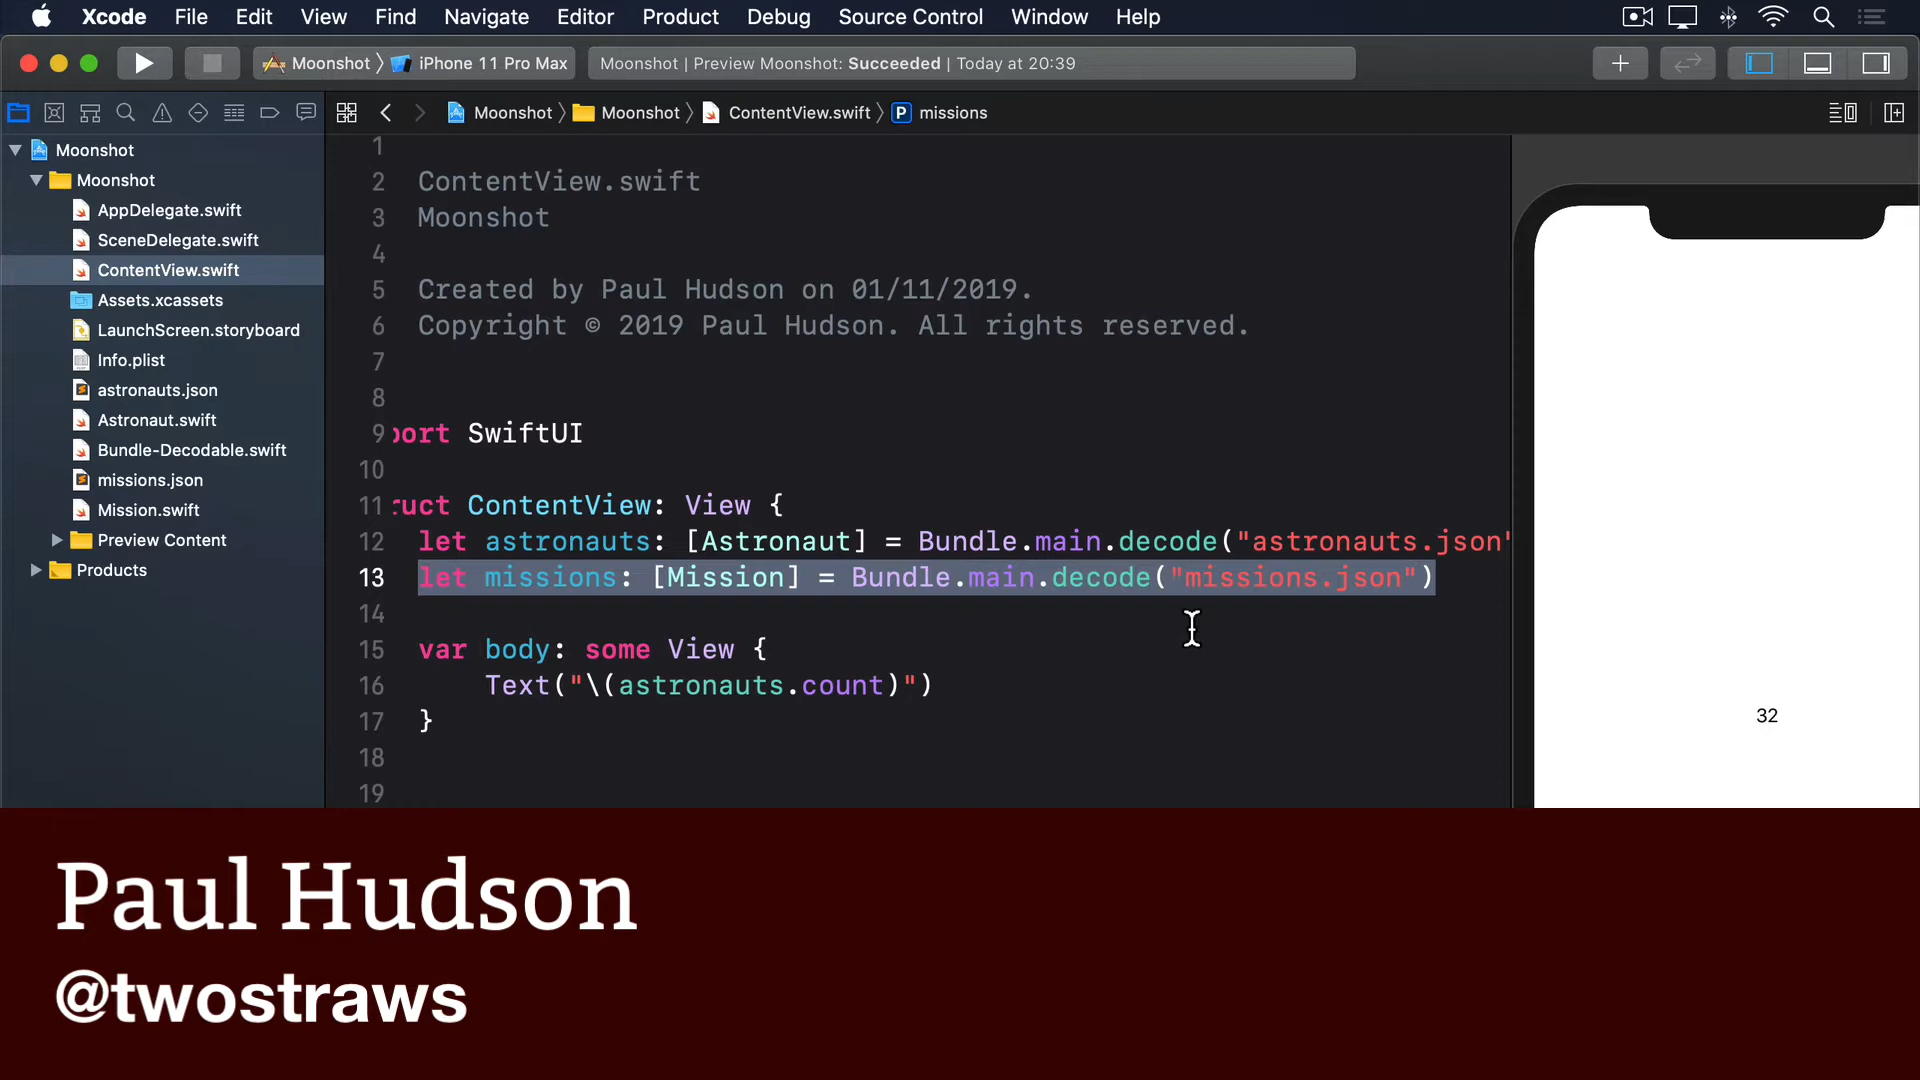 Xcode File Edit View Find Navigate Editor Product Debug Source Control Window Help
Moonshot iPhone 11 Pro Max Moonshot | Preview Moonshot: Succeeded | Today at 20:39
Moonshot Moonshot ContentView.swift P missions
Moonshot
Moonshot
AppDelegate.swift
SceneDelegate.swift
ContentView.swift
Assets.xcassets
LaunchScreen.storyboard
Info.plist
astronauts.json
Astronaut.swift
Bundle-Decodable.swift
missions.json
Mission.swift
Preview Content
Products
1
2 ContentView.swift
3 Moonshot
4
5 Created by Paul Hudson on 01/11/2019.
6 Copyright © 2019 Paul Hudson. All rights reserved.
7
8
9 port SwiftUI
10
11 ruct ContentView: View {
12 let astronauts: [Astronaut] = Bundle.main.decode("astronauts.json"
13 let missions: [Mission] = Bundle.main.decode("missions.json")
14
15 var body: some View {
16 Text("\(astronauts.count)")
17 }
18
19
32
Paul Hudson
@twostraws